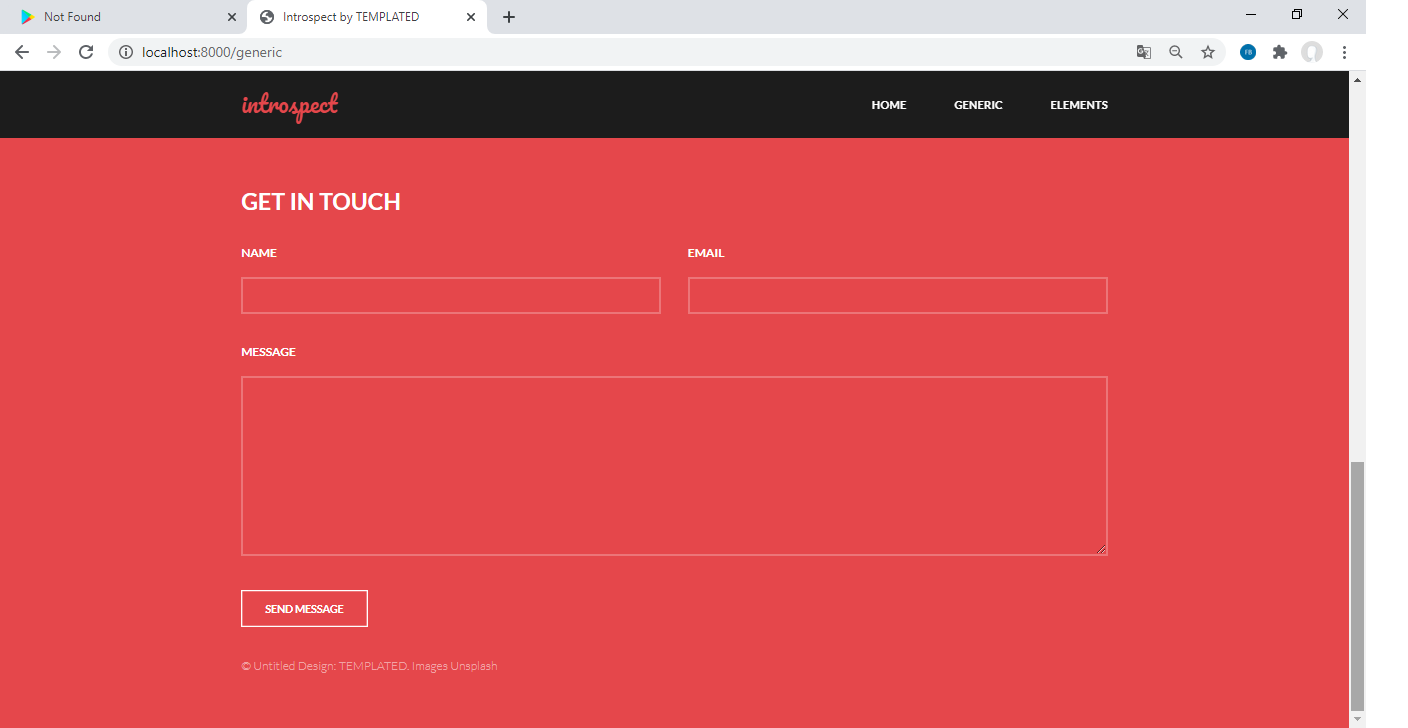 Not Found
Introspect by TEMPLATED
localhost:8000/generic
introspect
HOME GENERIC ELEMENTS
GET IN TOUCH
NAME EMAIL
MESSAGE
SEND MESSAGE
© Untitled Design: TEMPLATED. Images Unsplash